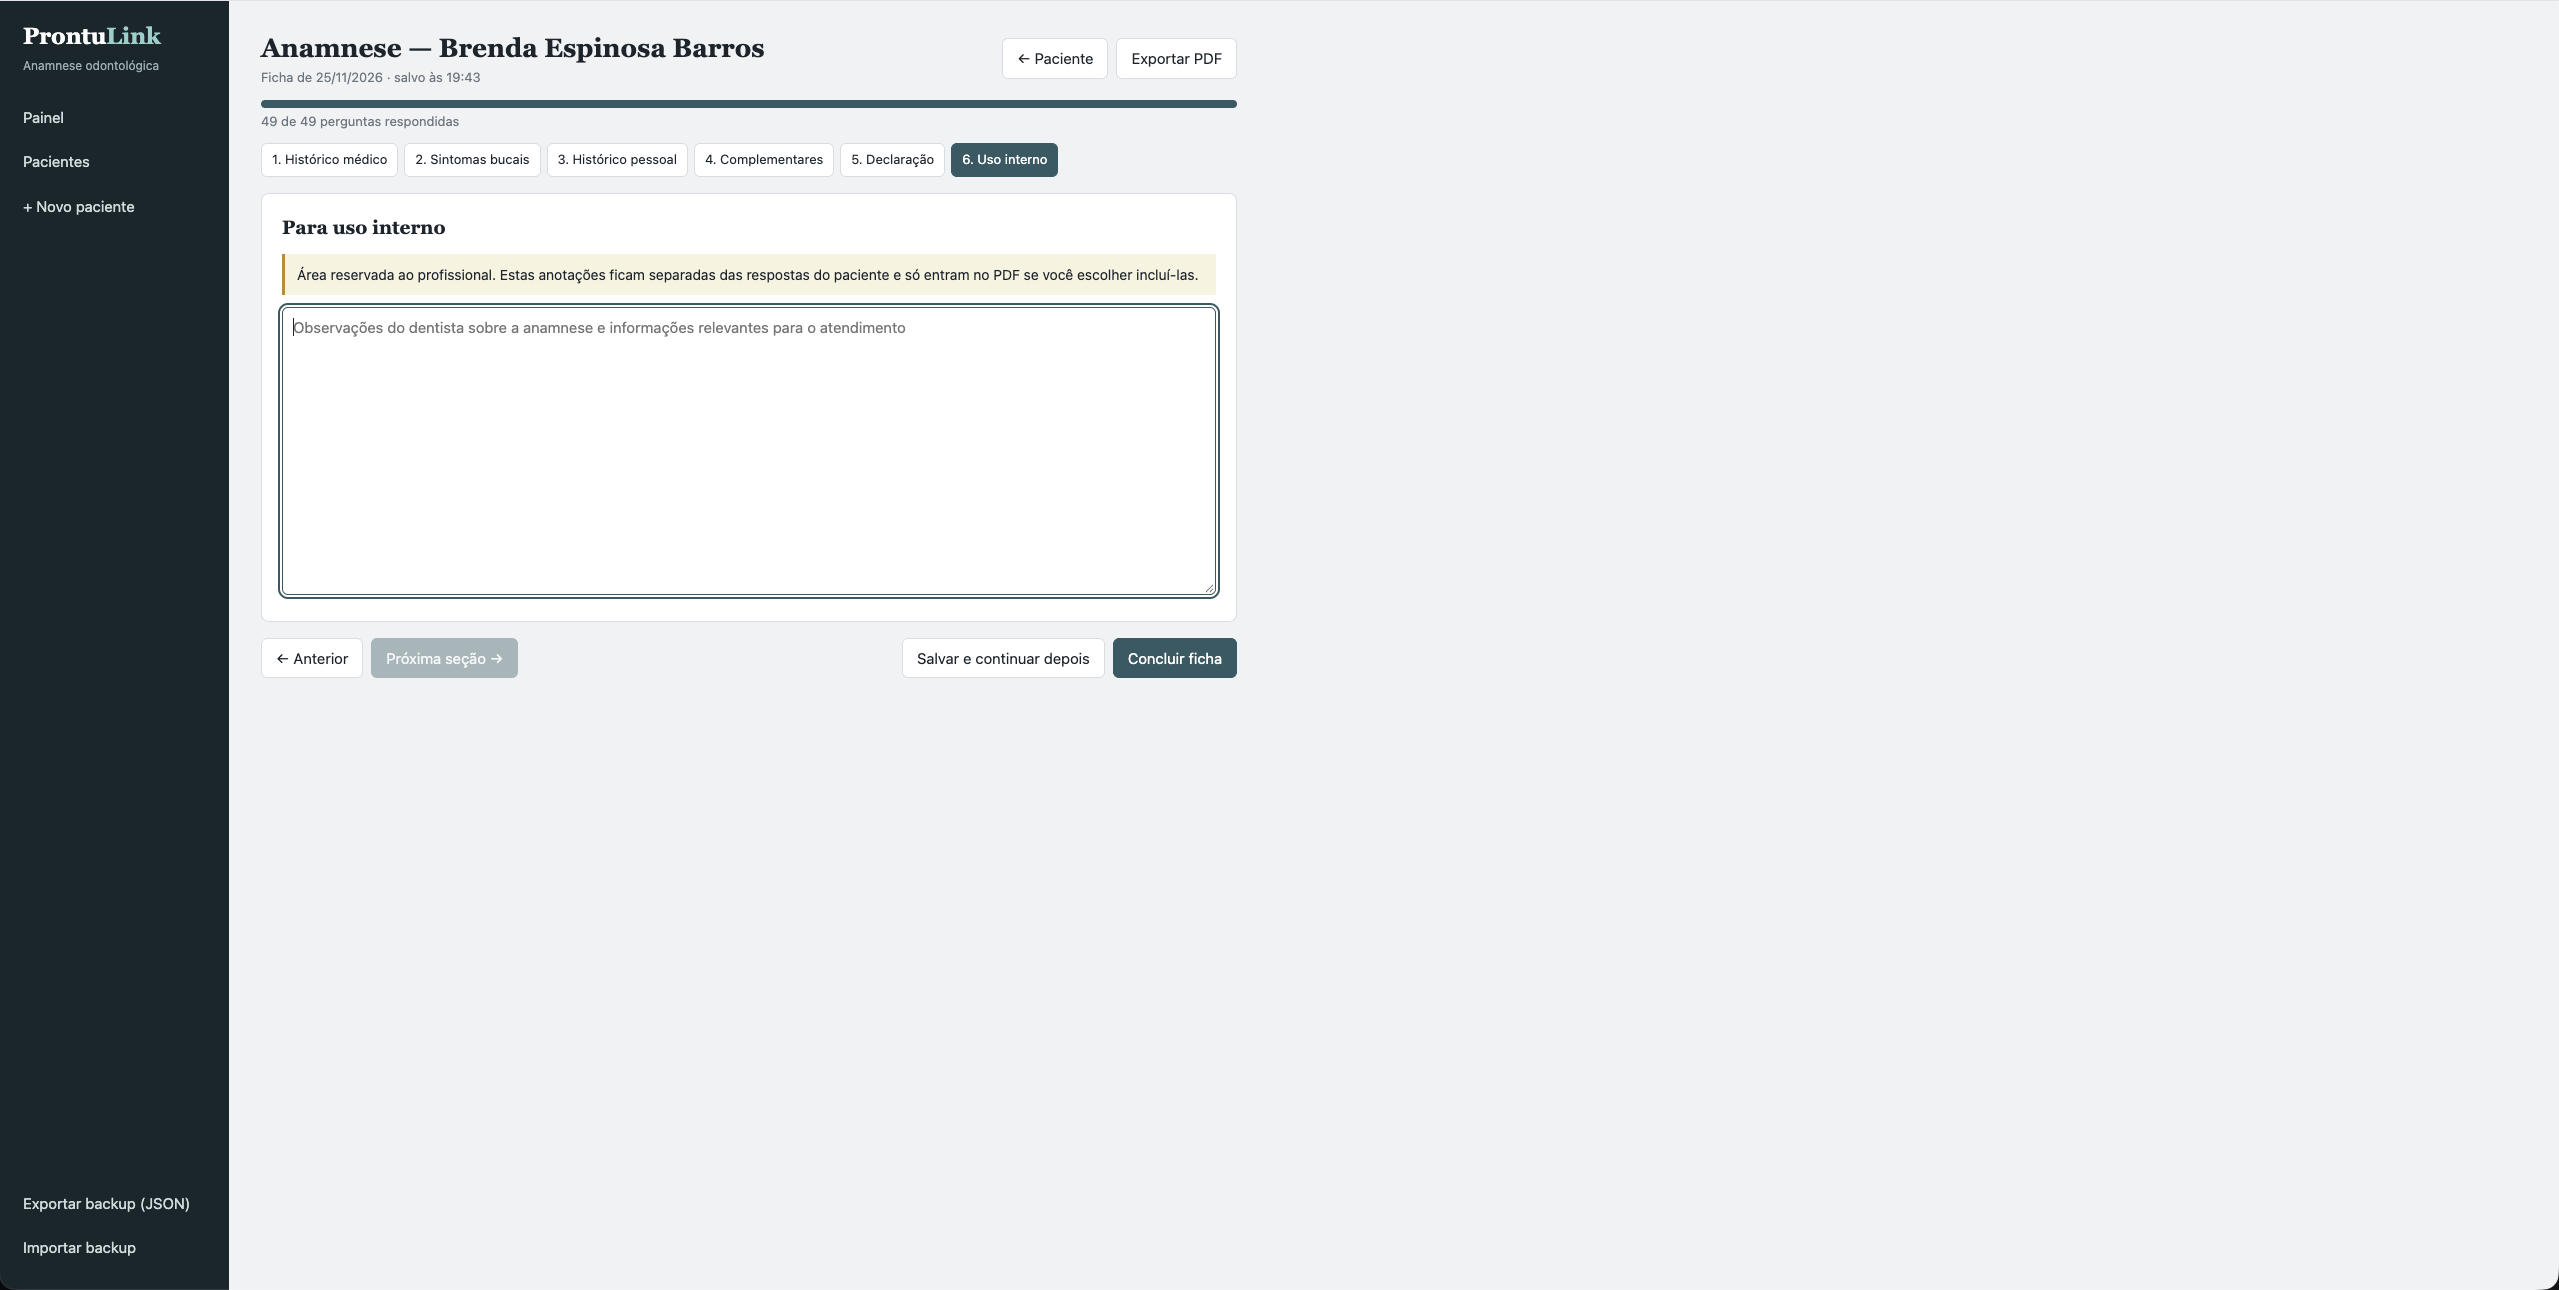 ProntuLink
Anamnese odontológica
Painel
Pacientes
+ Novo paciente
Exportar backup (JSON)
Importar backup
Anamnese — Brenda Espinosa Barros
Ficha de 25/11/2026 · salvo às 19:43
← Paciente
Exportar PDF
49 de 49 perguntas respondidas
1. Histórico médico
2. Sintomas bucais
3. Histórico pessoal
4. Complementares
5. Declaração
6. Uso interno
Para uso interno
Área reservada ao profissional. Estas anotações ficam separadas das respostas do paciente e só entram no PDF se você escolher incluí-las.
Observações do dentista sobre a anamnese e informações relevantes para o atendimento
← Anterior
Próxima seção →
Salvar e continuar depois
Concluir ficha